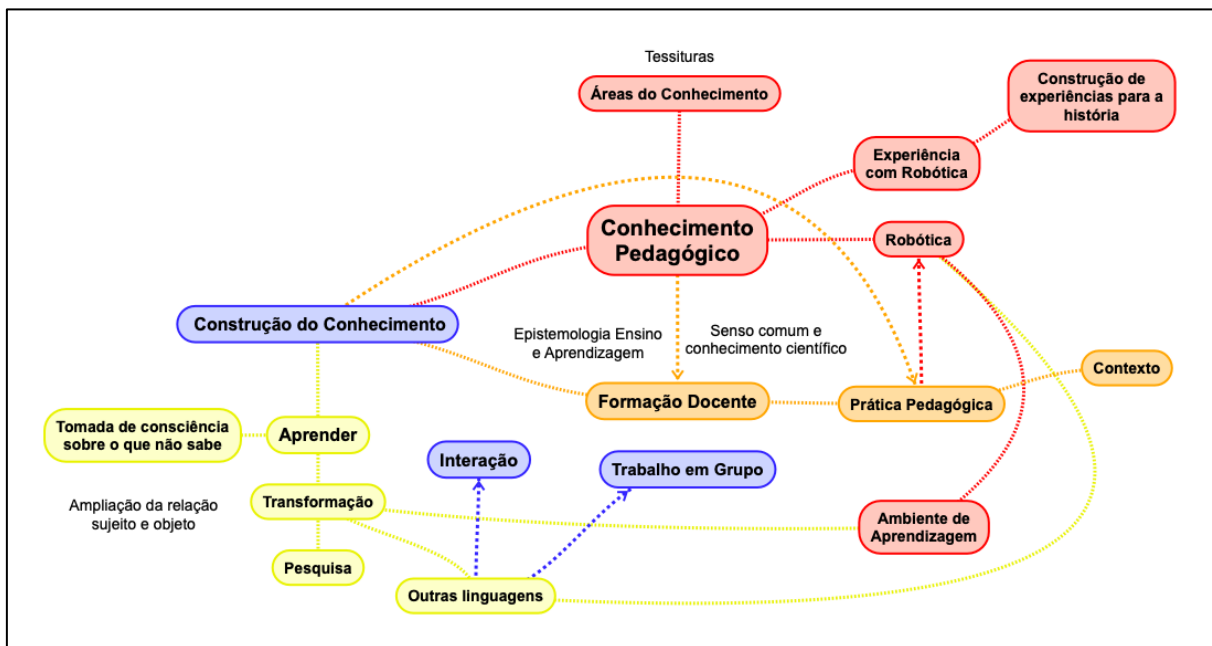 Tessituras
Áreas do Conhecimento
Construção de
experiências para a
história
Experiência
com Robótica
Conhecimento
Pedagógico
Robótica
Construção do Conhecimento
Epistemologia Ensino
e Aprendizagem
Senso comum e
conhecimento científico
Contexto
Formação Docente
Prática Pedagógica
Tomada de consciência
sobre o que não sabe
Aprender
Interação
Trabalho em Grupo
Ampliação da relação
sujeito e objeto
Transformação
Ambiente de
Aprendizagem
Pesquisa
Outras linguagens